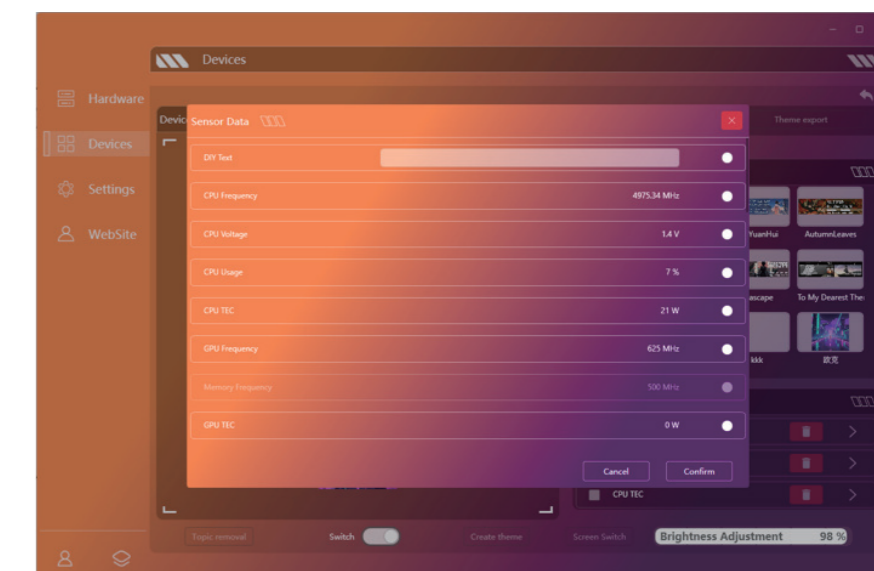 Devices
Hardware
Devices
Settings
WebSite
Devic
Theme export
Sensor Data
DIY Text
CPU Frequency 4975.34 MHz
CPU Voltage 1.4 V
CPU Usage 7 %
CPU TEC 21 W
GPU Frequency 625 MHz
Memory Frequency 500 MHz
GPU TEC 0 W
Cancel Confirm
YuanHui AutumnLeaves
ascape To My Dearest The
kkk 欧克
CPU TEC
Topic removal Switch Create theme Screen Switch Brightness Adjustment 98 %